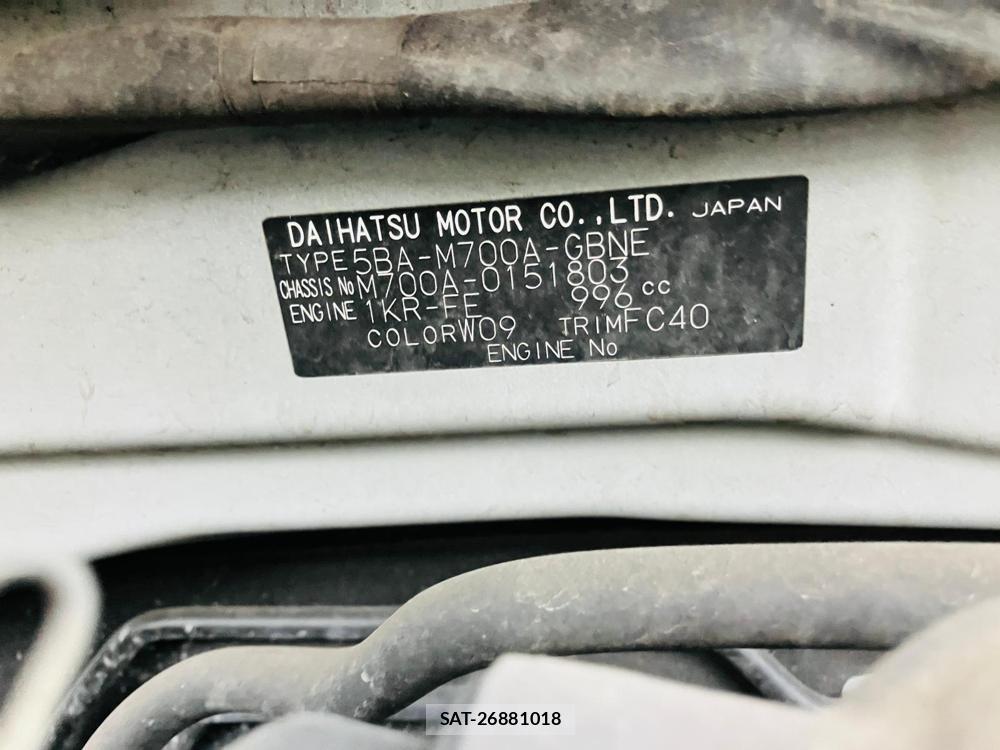 DAIHATSU MOTOR CO.,LTD. JAPAN
TYPE 5BA-M700A-GBNE
CHASSIS No M700A-0151803
ENGINE 1KR-FE 996 cc
COLOR W09 TRIM FC40
ENGINE No
SAT-26881018